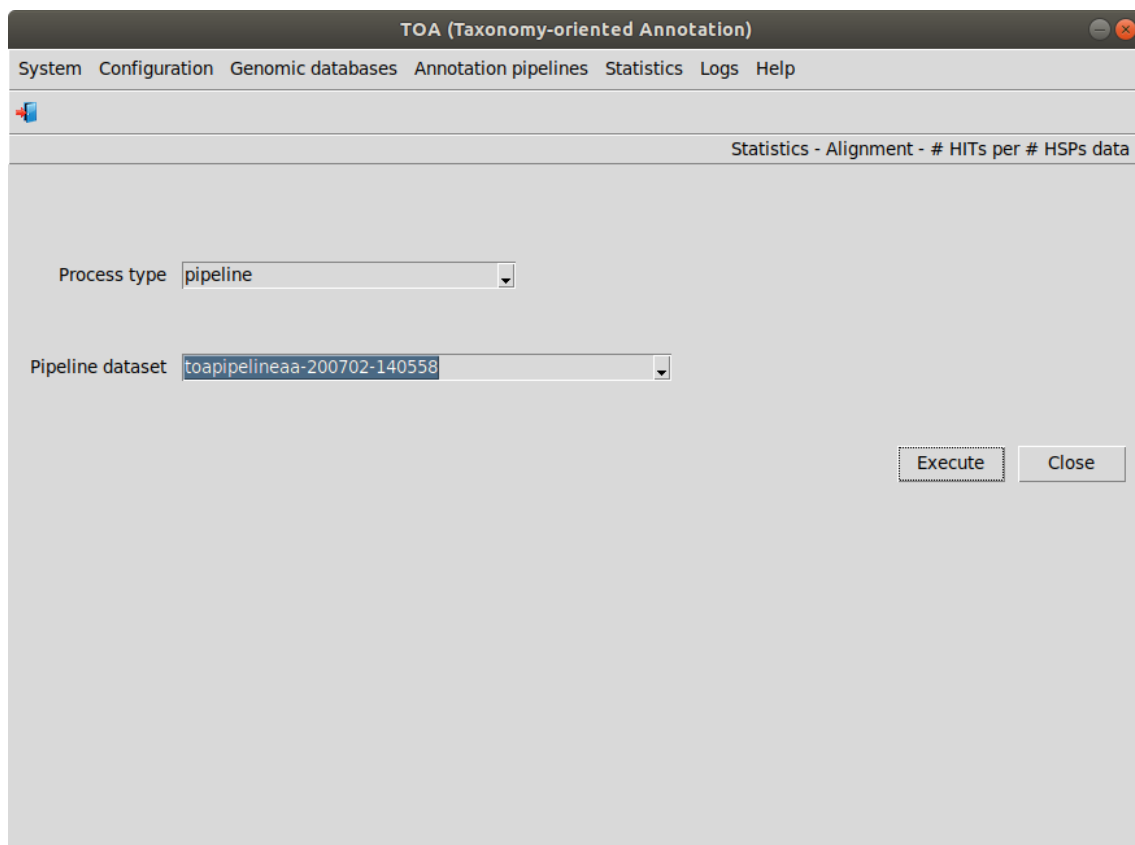 TOA (Taxonomy-oriented Annotation)
System Configuration Genomic databases Annotation pipelines Statistics Logs Help
Statistics - Alignment - # HITs per # HSPs data
Process type pipeline
Pipeline dataset toapipelineaa-200702-140558
Execute Close